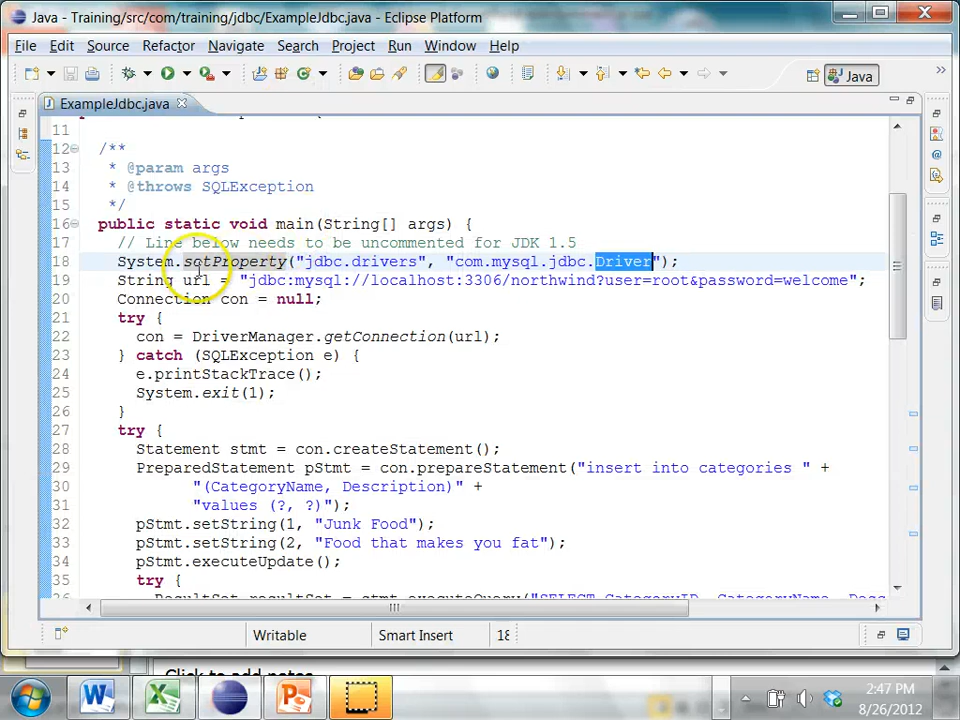 Java - Training/src/com/training/jdbc/ExampleJdbc.java - Eclipse Platform
File Edit Source Refactor Navigate Search Project Run Window Help
Java
ExampleJdbc.java
11
12 /**
13 * @param args
14 * @throws SQLException
15 */
16 public static void main(String[] args) {
17 // Line below needs to be uncommented for JDK 1.5
18 System.setProperty("jdbc.drivers", "com.mysql.jdbc.Driver");
19 String url = "jdbc:mysql://localhost:3306/northwind?user=root&password=welcome";
20 Connection con = null;
21 try {
22 con = DriverManager.getConnection(url);
23 } catch (SQLException e) {
24 e.printStackTrace();
25 System.exit(1);
26 }
27 try {
28 Statement stmt = con.createStatement();
29 PreparedStatement pStmt = con.prepareStatement("insert into categories " +
30 "(CategoryName, Description)" +
31 "values (?, ?)");
32 pStmt.setString(1, "Junk Food");
33 pStmt.setString(2, "Food that makes you fat");
34 pStmt.executeUpdate();
35 try {
Writable Smart Insert 18
Click to add notes
2:47 PM
8/26/2012